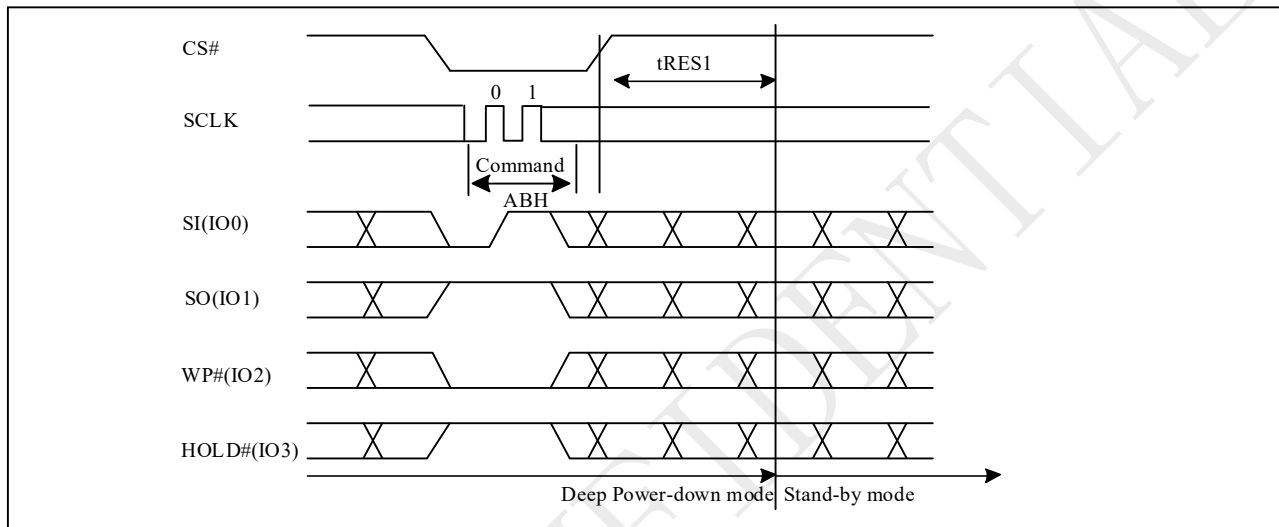 CS#
tRES1
0 1
SCLK
Command
ABH
SI(IO0)
SO(IO1)
WP#(IO2)
HOLD#(IO3)
Deep Power-down mode Stand-by mode